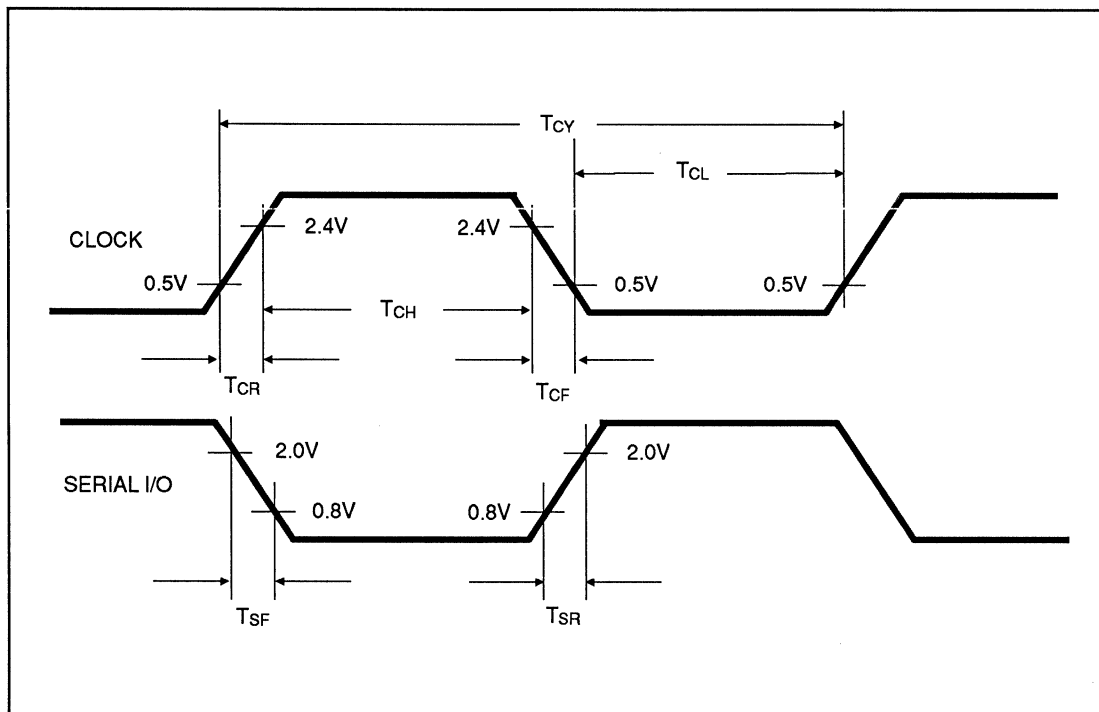 TCY
TCL
CLOCK
2.4V
2.4V
0.5V
0.5V
0.5V
TCH
TCR
TCF
2.0V
2.0V
SERIAL I/O
0.8V
0.8V
TSF
TSR